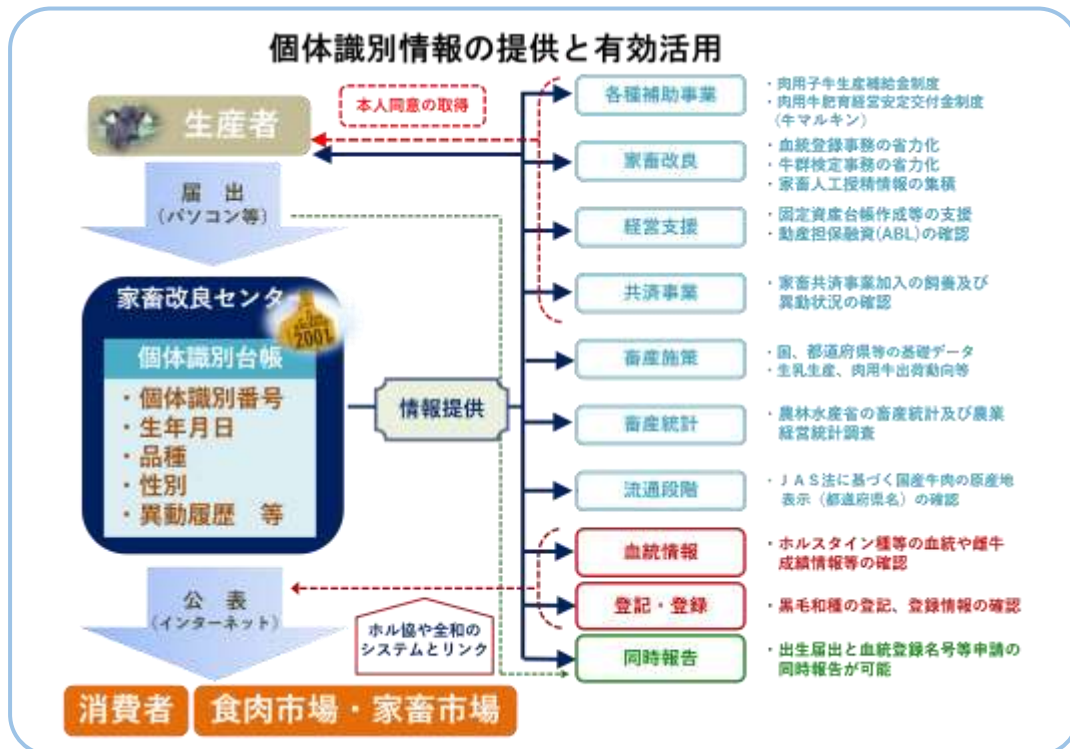 個体識別情報の提供と有効活用
生産者
本人同意の取得
届 出
(パソコン等)
家畜改良センタ
2001
個体識別台帳
・個体識別番号
・生年月日
・品種
・性別
・異動履歴 等
情報提供
公 表
(インターネット)
ホル協や全和の
システムとリンク
消費者
食肉市場・家畜市場
各種補助事業
・肉用子牛生産補給金制度
・肉用牛肥育経営安定交付金制度
(牛マルキン)
家畜改良
・血統登録事務の省力化
・牛群検定事務の省力化
・家畜人工授精情報の集積
経営支援
・固定資産台帳作成等の支援
・動産担保融資(ABL)の確認
共済事業
・家畜共済事業加入の飼養及び
異動状況の確認
畜産施策
・国、都道府県等の基礎データ
・生乳生産、肉用牛出荷動向等
畜産統計
・農林水産省の畜産統計及び農業
経営統計調査
流通段階
・ＪＡＳ法に基づく国産牛肉の原産地
表示（都道府県名）の確認
血統情報
・ホルスタイン種等の血統や雌牛
成績情報等の確認
登記・登録
・黒毛和種の登記、登録情報の確認
同時報告
・出生届出と血統登録名号等申請の
同時報告が可能